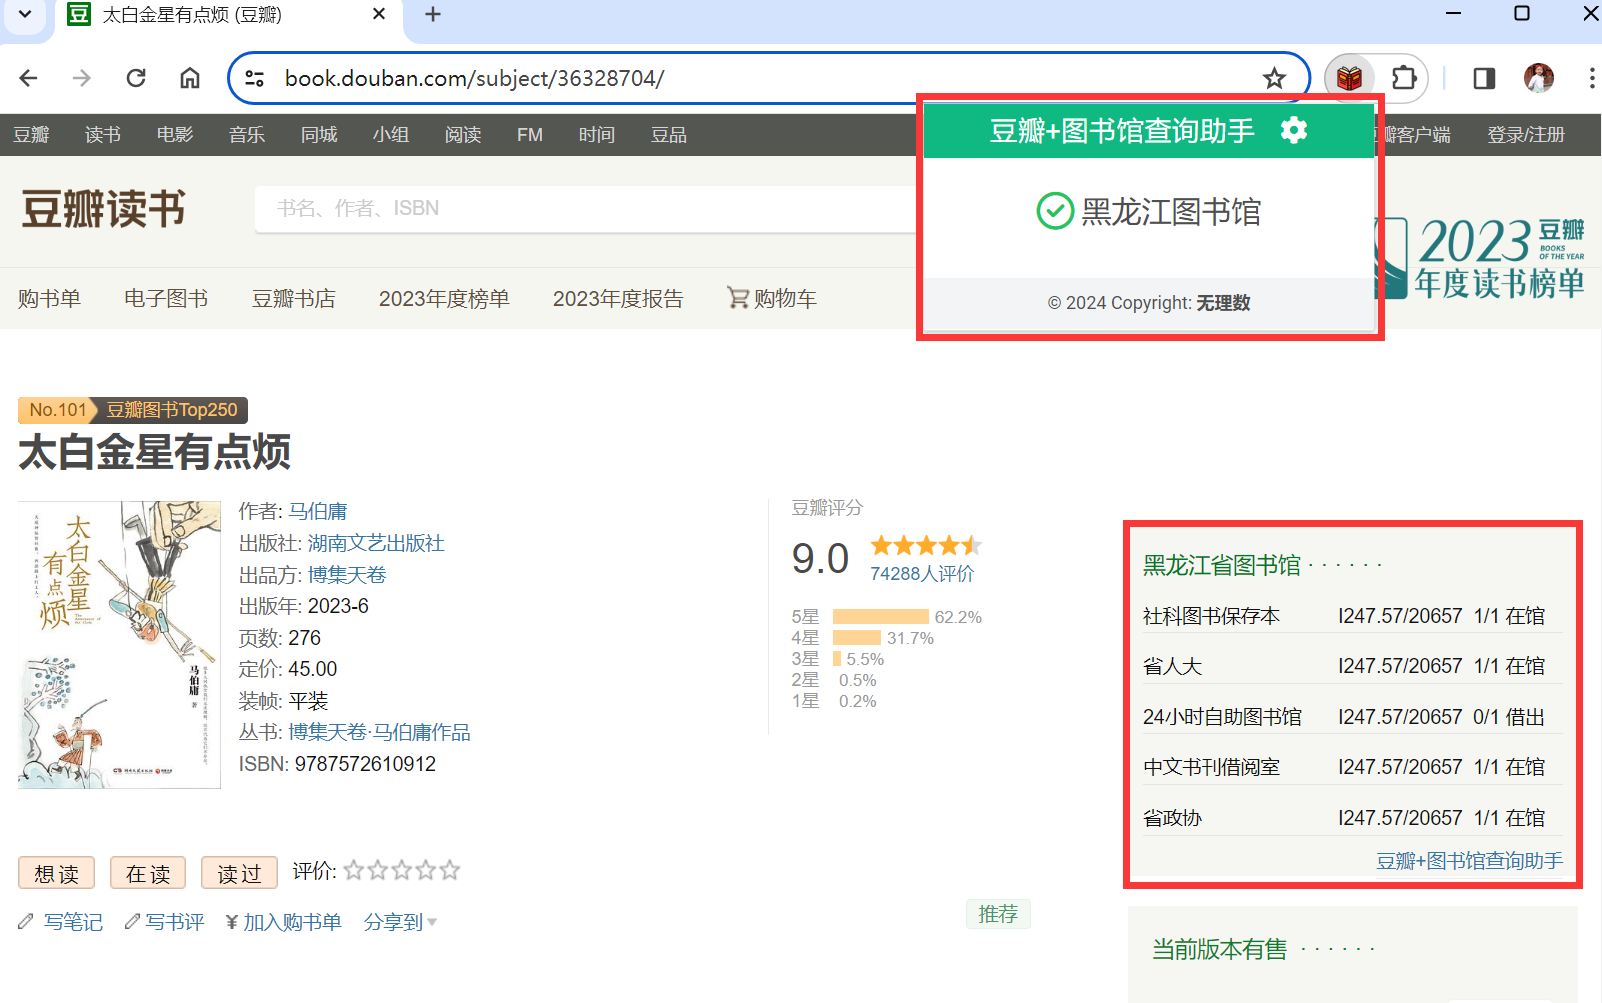 太白金星有点烦 (豆瓣)
book.douban.com/subject/36328704/
豆瓣 读书 电影 音乐 同城 小组 阅读 FM 时间 豆品
瓣客户端 登录/注册
豆瓣+图书馆查询助手
黑龙江图书馆
© 2024 Copyright: 无理数
豆瓣读书
书名、作者、ISBN
2023 豆瓣
BOOKS
OF THE YEAR
年度读书榜单
购书单 电子图书 豆瓣书店 2023年度榜单 2023年度报告 购物车
No.101 豆瓣图书Top250
太白金星有点烦
太白金星
有点烦
马伯庸 著
作者: 马伯庸
出版社: 湖南文艺出版社
出品方: 博集天卷
出版年: 2023-6
页数: 276
定价: 45.00
装帧: 平装
丛书: 博集天卷·马伯庸作品
ISBN: 9787572610912
豆瓣评分
9.0
74288人评价
5星 62.2%
4星 31.7%
3星 5.5%
2星 0.5%
1星 0.2%
黑龙江省图书馆 · · · · · ·
社科图书保存本 I247.57/20657 1/1 在馆
省人大 I247.57/20657 1/1 在馆
24小时自助图书馆 I247.57/20657 0/1 借出
中文书刊借阅室 I247.57/20657 1/1 在馆
省政协 I247.57/20657 1/1 在馆
豆瓣+图书馆查询助手
想读 在读 读过 评价:
写笔记 写书评 ¥加入购书单 分享到
推荐
当前版本有售 · · · · · ·